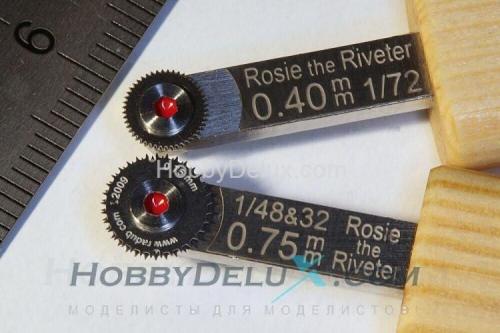 6
Rosie the Riveter
0.40 mm 1/72
HobbyDelux.com
2009
www.radub.com
mm
1/48&32
0.75 mm
Rosie
the
Riveter
HOBBYDELUX
МОДЕЛИСТЫ ДЛЯ МОДЕЛИСТОВ